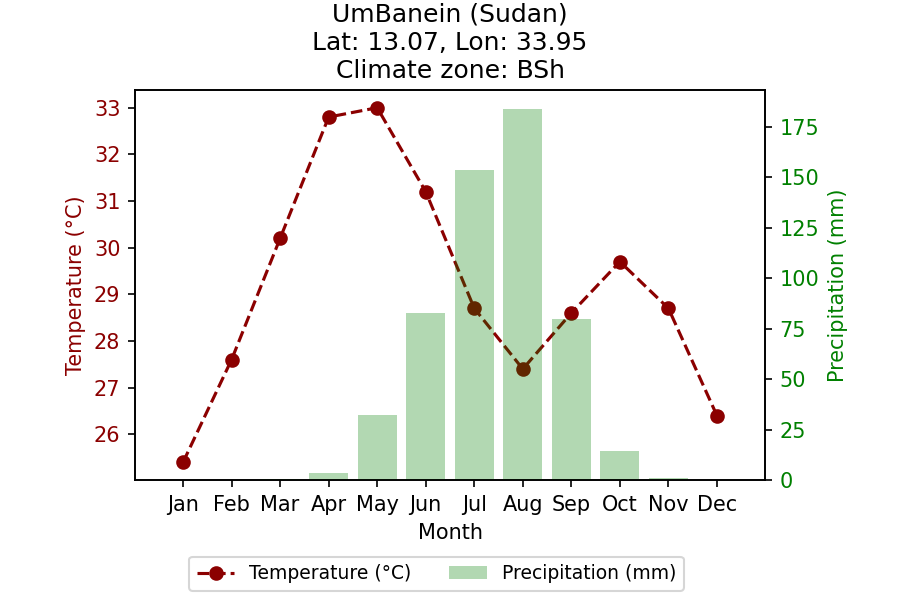 UmBanein (Sudan)
Lat: 13.07, Lon: 33.95
Climate zone: BSh
33
32
31
30
29
28
27
26
Temperature (°C)
175
150
125
100
75
50
25
0
Precipitation (mm)
Jan Feb Mar Apr May Jun Jul Aug Sep Oct Nov Dec
Month
Temperature (°C) Precipitation (mm)